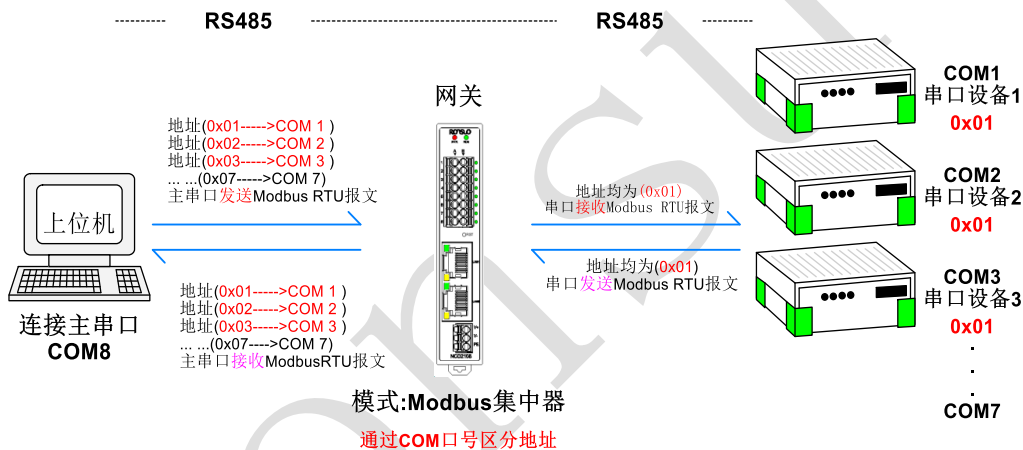 RS485
RS485
网关
COM1
串口设备1
0x01
地址(0x01----->COM 1 )
地址(0x02----->COM 2 )
地址(0x03----->COM 3 )
... ...(0x07----->COM 7)
主串口发送Modbus RTU报文
上位机
地址均为(0x01)
串口接收Modbus RTU报文
COM2
串口设备2
0x01
地址均为(0x01)
串口发送Modbus RTU报文
COM3
串口设备3
0x01
地址(0x01----->COM 1 )
地址(0x02----->COM 2 )
地址(0x03----->COM 3 )
... ...(0x07---->COM 7)
主串口接收ModbusRTU报文
连接主串口
COM8
COM7
模式:Modbus集中器
通过COM口号区分地址
onsu